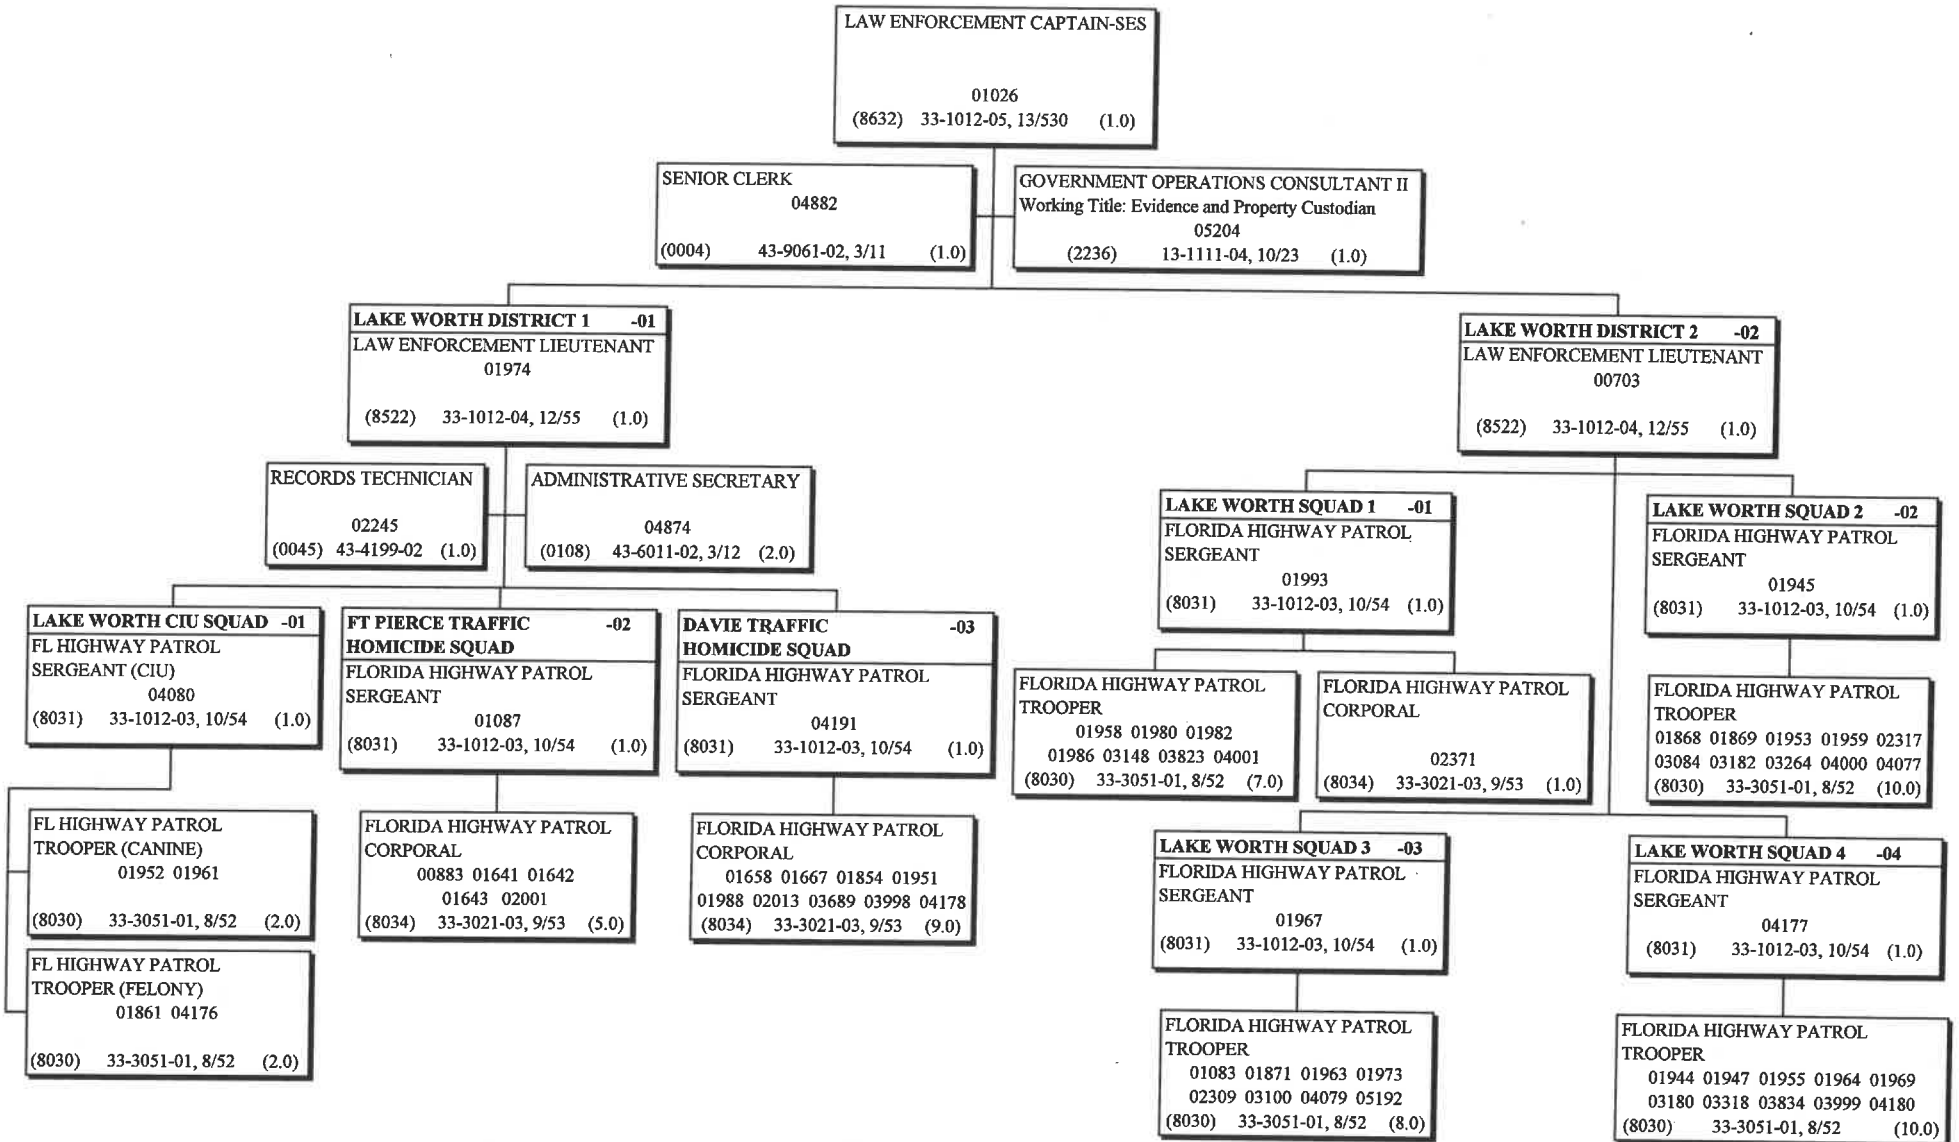 LAW ENFORCEMENT CAPTAIN-SES
01026
(8632) 33-1012-05, 13/530 (1.0)
SENIOR CLERK
04882
(0004) 43-9061-02, 3/11 (1.0)
GOVERNMENT OPERATIONS CONSULTANT II
Working Title: Evidence and Property Custodian
05204
(2236) 13-1111-04, 10/23 (1.0)
LAKE WORTH DISTRICT 1 -01
LAW ENFORCEMENT LIEUTENANT
01974
(8522) 33-1012-04, 12/55 (1.0)
RECORDS TECHNICIAN
02245
(0045) 43-4199-02 (1.0)
ADMINISTRATIVE SECRETARY
04874
(0108) 43-6011-02, 3/12 (2.0)
LAKE WORTH CIU SQUAD -01
FL HIGHWAY PATROL
SERGEANT (CIU)
04080
(8031) 33-1012-03, 10/54 (1.0)
FL HIGHWAY PATROL
TROOPER (CANINE)
01952 01961
(8030) 33-3051-01, 8/52 (2.0)
FL HIGHWAY PATROL
TROOPER (FELONY)
01861 04176
(8030) 33-3051-01, 8/52 (2.0)
FT PIERCE TRAFFIC -02
HOMICIDE SQUAD
FLORIDA HIGHWAY PATROL
SERGEANT
01087
(8031) 33-1012-03, 10/54 (1.0)
FLORIDA HIGHWAY PATROL
CORPORAL
00883 01641 01642
01643 02001
(8034) 33-3021-03, 9/53 (5.0)
DAVIE TRAFFIC -03
HOMICIDE SQUAD
FLORIDA HIGHWAY PATROL
SERGEANT
04191
(8031) 33-1012-03, 10/54 (1.0)
FLORIDA HIGHWAY PATROL
CORPORAL
01658 01667 01854 01951
01988 02013 03689 03998 04178
(8034) 33-3021-03, 9/53 (9.0)
LAKE WORTH DISTRICT 2 -02
LAW ENFORCEMENT LIEUTENANT
00703
(8522) 33-1012-04, 12/55 (1.0)
LAKE WORTH SQUAD 1 -01
FLORIDA HIGHWAY PATROL
SERGEANT
01993
(8031) 33-1012-03, 10/54 (1.0)
FLORIDA HIGHWAY PATROL
TROOPER
01958 01980 01982
01986 03148 03823 04001
(8030) 33-3051-01, 8/52 (7.0)
FLORIDA HIGHWAY PATROL
CORPORAL
02371
(8034) 33-3021-03, 9/53 (1.0)
LAKE WORTH SQUAD 2 -02
FLORIDA HIGHWAY PATROL
SERGEANT
01945
(8031) 33-1012-03, 10/54 (1.0)
FLORIDA HIGHWAY PATROL
TROOPER
01868 01869 01953 01959 02317
03084 03182 03264 04000 04077
(8030) 33-3051-01, 8/52 (10.0)
LAKE WORTH SQUAD 3 -03
FLORIDA HIGHWAY PATROL
SERGEANT
01967
(8031) 33-1012-03, 10/54 (1.0)
FLORIDA HIGHWAY PATROL
TROOPER
01083 01871 01963 01973
02309 03100 04079 05192
(8030) 33-3051-01, 8/52 (8.0)
LAKE WORTH SQUAD 4 -04
FLORIDA HIGHWAY PATROL
SERGEANT
04177
(8031) 33-1012-03, 10/54 (1.0)
FLORIDA HIGHWAY PATROL
TROOPER
01944 01947 01955 01964 01969
03180 03318 03834 03999 04180
(8030) 33-3051-01, 8/52 (10.0)